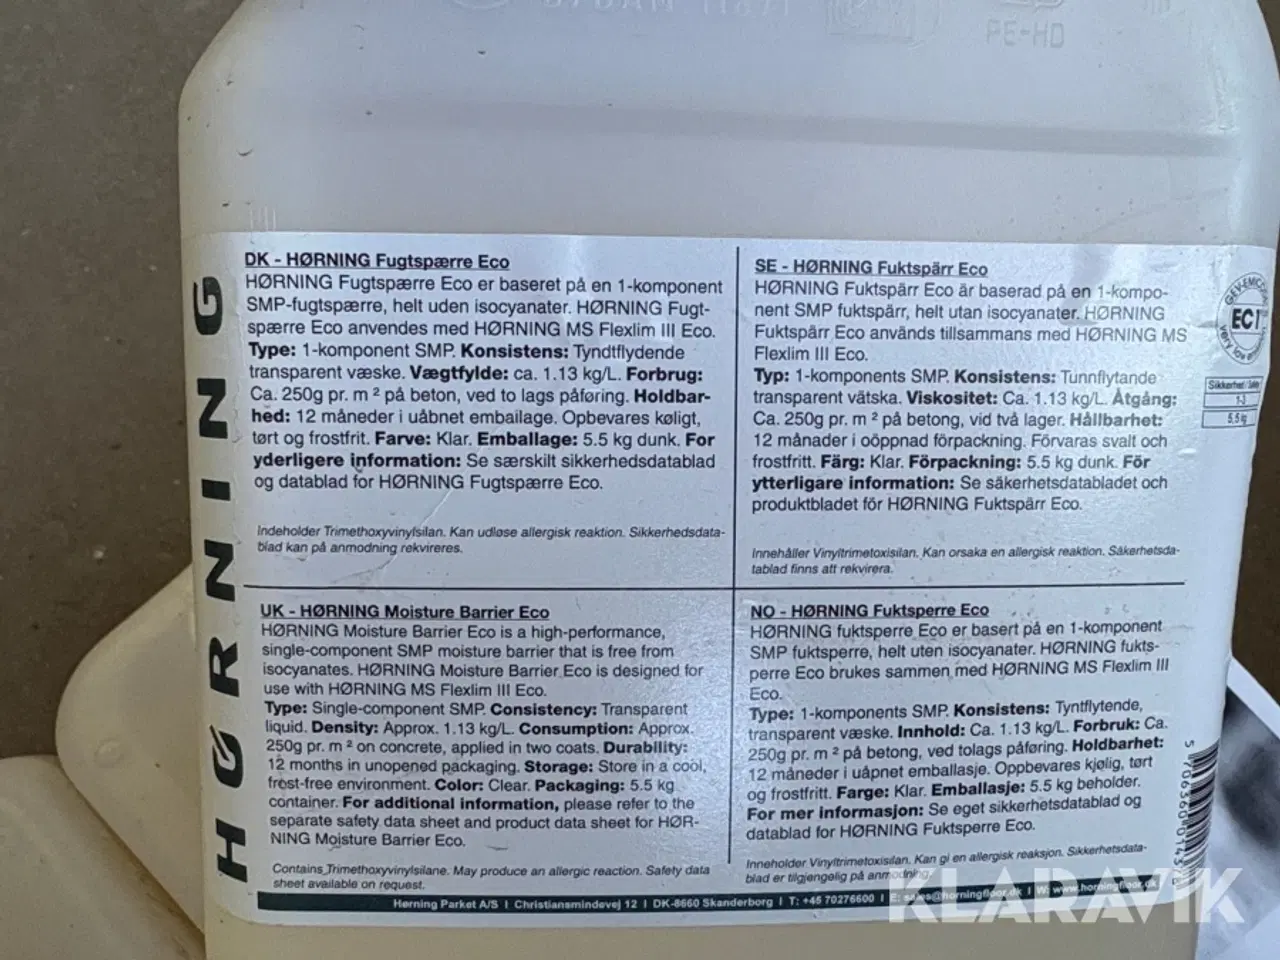 PE-HD
HØRNING
DK - HØRNING Fugtspærre Eco
HØRNING Fugtspærre Eco er baseret på en 1-komponent
SMP-fugtspærre, helt uden isocyanater. HØRNING Fugt-
spærre Eco anvendes med HØRNING MS Flexlim III Eco.
Type: 1-komponent SMP. Konsistens: Tyndtflydende
transparent væske. Vægtfylde: ca. 1.13 kg/L. Forbrug:
Ca. 250g pr. m ² på beton, ved to lags påføring. Holdbar-
hed: 12 måneder i uåbnet embailage. Opbevares køligt,
tørt og frostfrit. Farve: Klar. Emballage: 5.5 kg dunk. For
yderligere information: Se særskilt sikkerhedsdatablad
og datablad for HØRNING Fugtspærre Eco.
Indeholder Trimethoxyvinylsilan. Kan udløse allergisk reaktion. Sikkerhedsdata-
blad kan på anmodning rekvireres.
SE - HØRNING Fuktspärr Eco
HØRNING Fuktspärr Eco är baserad på en 1-kompo-
nent SMP fuktspärr, helt utan isocyanater. HØRNING
Fuktspärr Eco används tillsammans med HØRNING MS
Flexlim III Eco.
Typ: 1-komponents SMP. Konsistens: Tunnflytande
transparent vätska. Viskositet: Ca. 1.13 kg/L. Åtgång:
Ca. 250g pr. m ² på betong, vid två lager. Hållbarhet:
12 månader i oöppnad förpackning. Förvaras svalt och
frostfritt. Färg: Klar. Förpackning: 5.5 kg dunk. För
ytterligare information: Se säkerhetsdatabladet och
produktbladet för HØRNING Fuktspärr Eco.
Innehåller Vinyltrimetoxisilan. Kan orsaka en allergisk reaktion. Säkerhetsda-
tablad finns att rekvirera.
UK - HØRNING Moisture Barrier Eco
HØRNING Moisture Barrier Eco is a high-performance,
single-component SMP moisture barrier that is free from
isocyanates. HØRNING Moisture Barrier Eco is designed for
use with HØRNING MS Flexlim III Eco.
Type: Single-component SMP. Consistency: Transparent
liquid. Density: Approx. 1.13 kg/L. Consumption: Approx.
250g pr. m ² on concrete, applied in two coats. Durability:
12 months in unopened packaging. Storage: Store in a cool,
frost-free environment. Color: Clear. Packaging: 5.5 kg
container. For additional information, please refer to the
separate safety data sheet and product data sheet for HØR-
NING Moisture Barrier Eco.
Contains Trimethoxyvinylsilane. May produce an allergic reaction. Safety data
sheet available on request.
NO - HØRNING Fuktsperre Eco
HØRNING fuktsperre Eco er basert på en 1-komponent
SMP fuktsperre, helt uten isocyanater. HØRNING fukts-
perre Eco brukes sammen med HØRNING MS Flexlim III
Eco.
Type: 1-komponents SMP. Konsistens: Tyntflytende,
transparent væske. Innhold: Ca. 1.13 kg/L. Forbruk: Ca.
250g pr. m ² på betong, ved tolags påføring. Holdbarhet:
12 måneder i uåpnet emballasje. Oppbevares kjølig, tørt
og frostfritt. Farge: Klar. Emballasje: 5.5 kg beholder.
For mer informasjon: Se eget sikkerhetsdatablad og
datablad for HØRNING Fuktsperre Eco.
Inneholder Vinyltrimetoxisilan. Kan gi en allergisk reaksjon. Sikkerhetsdata-
blad er tilgjengelig på anmodning.
Hørning Parket A/S I Christiansmindevej 12 I DK-8660 Skanderborg I T: +45 70276600 I E: sales@horningfloor.dk I W: www.horningfloor.dk
EC1
1-3
5,5 kg
KLARAVIK